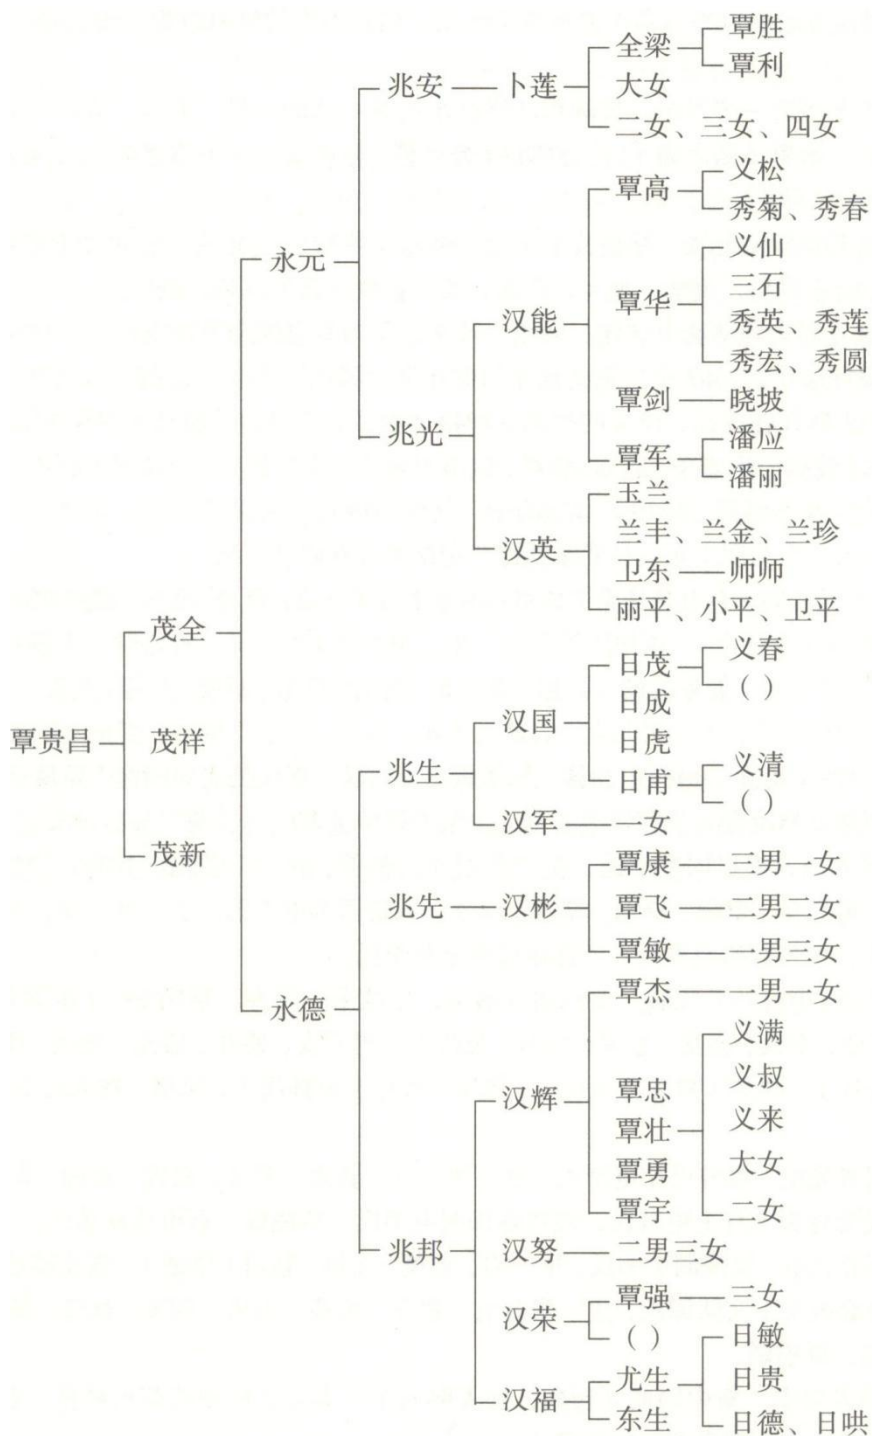 覃胜
全梁
覃利
兆安 卜莲
大女
二女、三女、四女
义松
覃高
秀菊、秀春
永元
义仙
三石
覃华
汉能
秀英、秀莲
秀宏、秀圆
覃剑 晓坡
兆光
潘应
覃军
潘丽
玉兰
兰丰、兰金、兰珍
汉英
卫东 师师
丽平、小平、卫平
茂全
义春
日茂
( )
日成
汉国
覃贵昌 茂祥
日虎
兆生
义清
日甫
( )
汉军 一女
茂新
覃康 三男一女
兆先 汉彬 覃飞 三男二女
覃敏 一男三女
覃杰 一男一女
永德
义满
义叔
覃忠
汉辉
义来
覃壮
大女
覃勇
覃宇 二女
兆邦 汉努 二男三女
覃强 三女
汉荣
( )
日敏
尤生 日贵
汉福
东生 日德、日哄